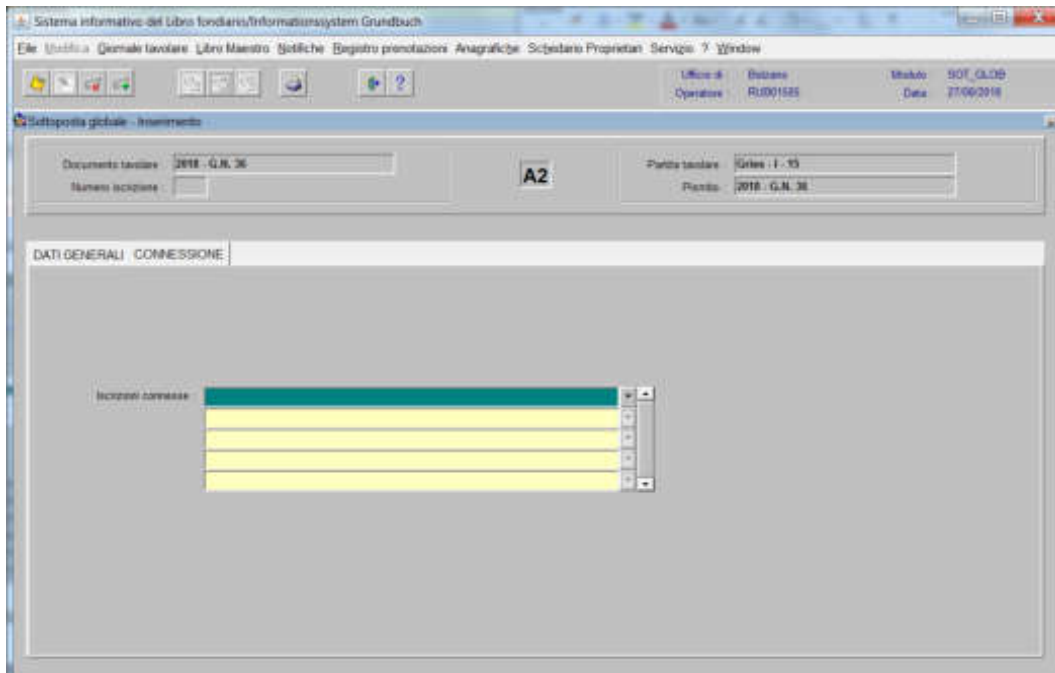 Sistema informativo del Libro fondiario/Informationssystem Grundbuch
File Modifica Giornale tavolare Libro Maestro Notifiche Registro prenotazioni Anagrafiche Schedario Proprietari Servizio ? Window
Ufficio di Bolzano Modulo SOT_GLOB
Operatore RU001585 Data 27/06/2018
Sottoposta globale - Inserimento
Documento tavolare 2018 - G.N. 36 A2 Partita tavolare Gries - I - 15
Numero iscrizione Piombo 2018 - G.N. 36
DATI GENERALI CONNESSIONE
Iscrizioni connesse